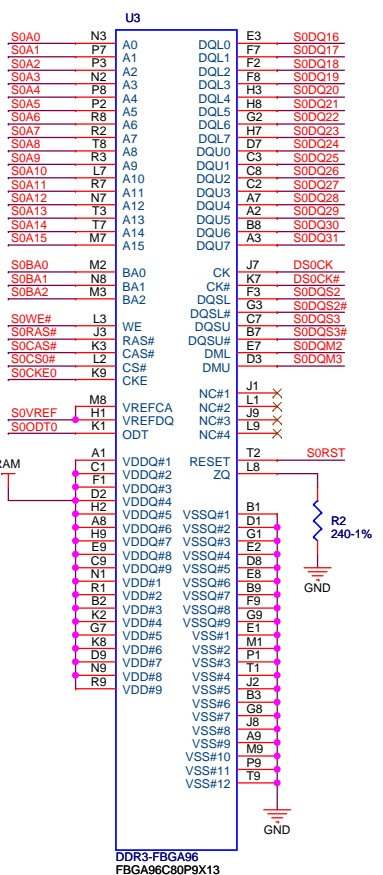 U3
S0A0 N3 A0 DQL0 E3 S0DQ16
S0A1 P7 A1 DQL1 F7 S0DQ17
S0A2 P3 A2 DQL2 F2 S0DQ18
S0A3 N2 A3 DQL3 F8 S0DQ19
S0A4 P8 A4 DQL4 H3 S0DQ20
S0A5 P2 A5 DQL5 H8 S0DQ21
S0A6 R8 A6 DQL6 G2 S0DQ22
S0A7 R2 A7 DQL7 H7 S0DQ23
S0A8 T8 A8 DQU0 D7 S0DQ24
S0A9 R3 A9 DQU1 C3 S0DQ25
S0A10 L7 A10 DQU2 C8 S0DQ26
S0A11 R7 A11 DQU3 C2 S0DQ27
S0A12 N7 A12 DQU4 A7 S0DQ28
S0A13 T3 A13 DQU5 A2 S0DQ29
S0A14 T7 A14 DQU6 B8 S0DQ30
S0A15 M7 A15 DQU7 A3 S0DQ31
S0BA0 M2 BA0 CK J7 DS0CK
S0BA1 N8 BA1 CK# K7 DS0CK#
S0BA2 M3 BA2 DQSL F3 S0DQS2
DQSL# G3 S0DQS2#
S0WE# L3 WE DQSU C7 S0DQS3
S0RAS# J3 RAS# DQSU# B7 S0DQS3#
S0CAS# K3 CAS# DML E7 S0DQM2
S0CS0# L2 CS# DMU D3 S0DQM3
S0CKE0 K9 CKE
NC#1 J1
M8 VREFCA NC#2 L1
S0VREF H1 VREFDQ NC#3 J9
S0ODT0 K1 ODT NC#4 L9
A1 VDDQ#1 RESET T2 S0RST
RAM C1 VDDQ#2 ZQ L8
F1 VDDQ#3
D2 VDDQ#4
H2 VDDQ#5 VSSQ#1 B1
A8 VDDQ#6 VSSQ#2 D1
H9 VDDQ#7 VSSQ#3 G1
E9 VDDQ#8 VSSQ#4 E2
C9 VDDQ#9 VSSQ#5 D8
N1 VDD#1 VSSQ#6 E8
R1 VDD#2 VSSQ#7 B9
B2 VDD#3 VSSQ#8 F9
K2 VDD#4 VSSQ#9 G9
G7 VDD#5 VSS#1 E1
K8 VDD#6 VSS#2 M1
D9 VDD#7 VSS#3 P1
N9 VDD#8 VSS#4 T1
R9 VDD#9 VSS#5 J2
VSS#6 B3
VSS#7 G8
VSS#8 J8
VSS#9 A9
VSS#10 M9
VSS#11 P9
VSS#12 T9
R2
240-1%
GND
GND
DDR3-FBGA96
FBGA96C80P9X13